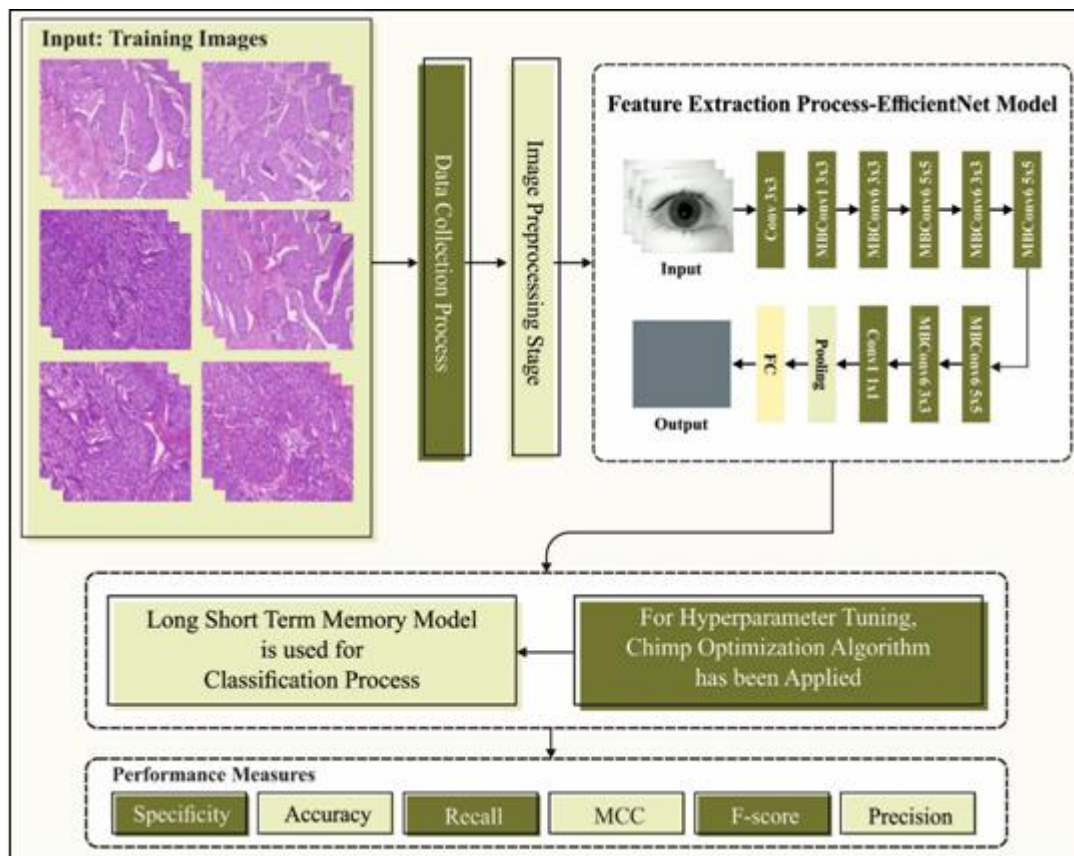 Input: Training Images
Data Collection Process
Image Preprocessing Stage
Feature Extraction Process-EfficientNet Model
Input
Conv 3x3
MBConv1 3x3
MBConv6 3x3
MBConv6 5x5
MBConv6 3x3
MBConv6 5x5
MBConv6 5x5
MBConv6 3x3
Conv1 1x1
Pooling
FC
Output
For Hyperparameter Tuning,
Chimp Optimization Algorithm
has been Applied
Long Short Term Memory Model
is used for
Classification Process
Performance Measures
Specificity
Accuracy
Recall
MCC
F-score
Precision